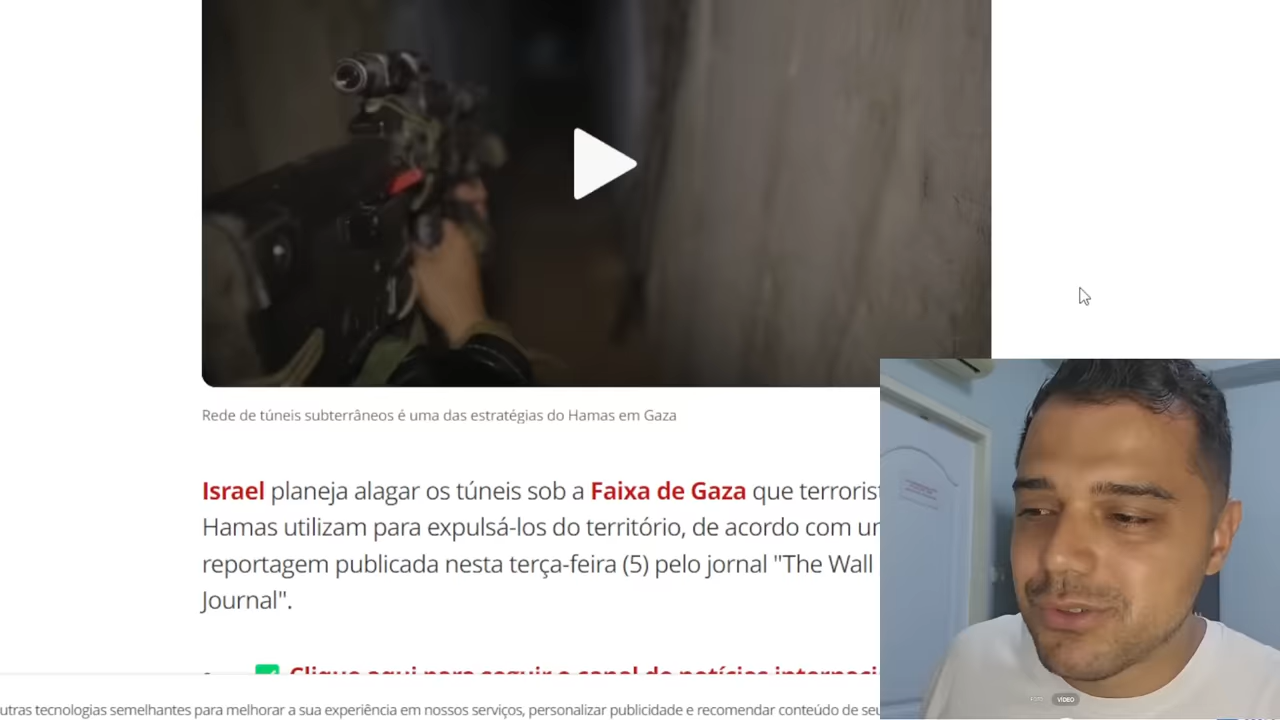 Rede de túneis subterrâneos é uma das estratégias do Hamas em Gaza
Israel planeja alagar os túneis sob a Faixa de Gaza que terroris
Hamas utilizam para expulsá-los do território, de acordo com
reportagem publicada nesta terça-feira (5) pelo jornal "The Wall
Journal".
Clique aqui para seguir o canal de notícias
utras tecnologias semelhantes para melhorar a sua experiência em nossos serviços, personalizar publicidade e recomendar conteúdo de seu
VÍDEO